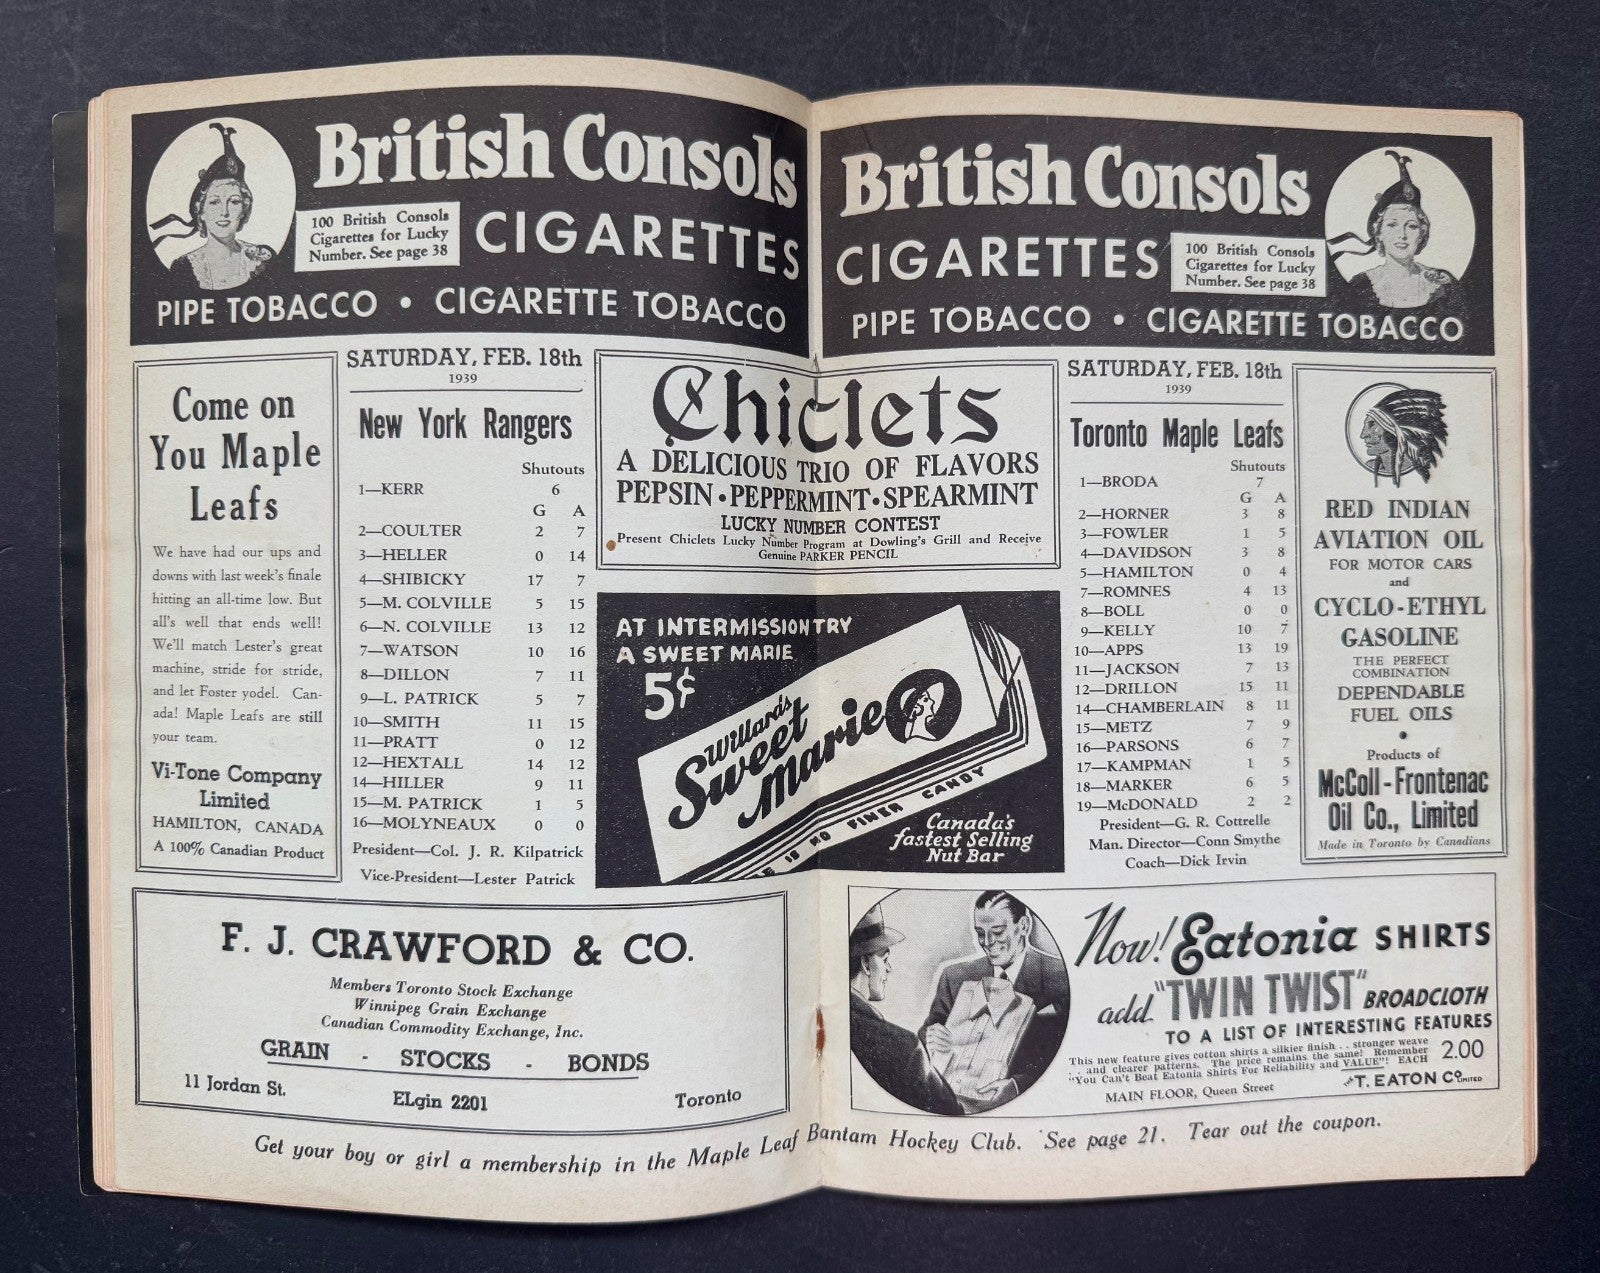 British Consols
100 British Consols
Cigarettes for Lucky
Number. See page 38
CIGARETTES
PIPE TOBACCO • CIGARETTE TOBACCO
British Consols
CIGARETTES
100 British Consols
Cigarettes for Lucky
Number. See page 38
PIPE TOBACCO • CIGARETTE TOBACCO
Come on
You Maple
Leafs
We have had our ups and
downs with last week's finale
hitting an all-time low. But
all's well that ends well!
We'll match Lester's great
machine, stride for stride,
and let Foster yodel. Can-
ada! Maple Leafs are still
your team.
Vi-Tone Company
Limited
HAMILTON, CANADA
A 100% Canadian Product
SATURDAY, FEB. 18th
1939
New York Rangers
Shutouts
1—KERR 6
G A
2—COULTER 2 7
3—HELLER 0 14
4—SHIBICKY 17 7
5—M. COLVILLE 5 15
6—N. COLVILLE 13 12
7—WATSON 10 16
8—DILLON 7 11
9—L. PATRICK 5 7
10—SMITH 11 15
11—PRATT 0 12
12—HEXTALL 14 12
14—HILLER 9 11
15—M. PATRICK 1 5
16—MOLYNEAUX 0 0
President—Col. J. R. Kilpatrick
Vice-President—Lester Patrick
Chiclets
A DELICIOUS TRIO OF FLAVORS
PEPSIN • PEPPERMINT • SPEARMINT
LUCKY NUMBER CONTEST
Present Chiclets Lucky Number Program at Dowling's Grill and Receive
Genuine PARKER PENCIL
AT INTERMISSION TRY
A SWEET MARIE
5¢
Willard's
Sweet
Marie
IS NO FINER CANDY
Canada's
fastest Selling
Nut Bar
SATURDAY, FEB. 18th
1939
Toronto Maple Leafs
Shutouts
1—BRODA 7
G A
2—HORNER 3 8
3—FOWLER 1 5
4—DAVIDSON 3 8
5—HAMILTON 0 4
7—ROMNES 4 13
8—BOLL 0 0
9—KELLY 10 7
10—APPS 13 19
11—JACKSON 7 13
12—DRILLON 15 11
14—CHAMBERLAIN 8 11
15—METZ 7 9
16—PARSONS 6 7
17—KAMPMAN 1 5
18—MARKER 6 5
19—McDONALD 2 2
President—G. R. Cottrelle
Man. Director—Conn Smythe
Coach—Dick Irvin
RED INDIAN
AVIATION OIL
FOR MOTOR CARS
and
CYCLO-ETHYL
GASOLINE
THE PERFECT
COMBINATION
DEPENDABLE
FUEL OILS
•
Products of
McColl-Frontenac
Oil Co., Limited
Made in Toronto by Canadians
F. J. CRAWFORD & CO.
Members Toronto Stock Exchange
Winnipeg Grain Exchange
Canadian Commodity Exchange, Inc.
GRAIN - STOCKS - BONDS
11 Jordan St. ELgin 2201 Toronto
Now! Eatonia SHIRTS
add "TWIN TWIST" BROADCLOTH
TO A LIST OF INTERESTING FEATURES
This new feature gives cotton shirts a silkier finish . . stronger weave
. . and clearer patterns. The price remains the same! Remember
"You Can't Beat Eatonia Shirts For Reliability and VALUE"! EACH 2.00
MAIN FLOOR, Queen Street
THE T. EATON CO LIMITED
Get your boy or girl a membership in the Maple Leaf Bantam Hockey Club. See page 21. Tear out the coupon.